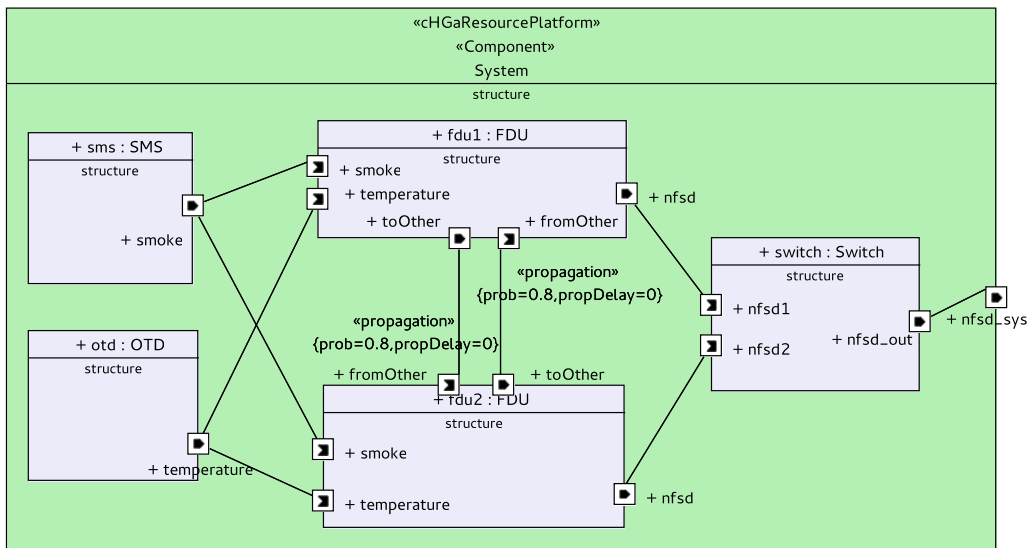 «cHGaResourcePlatform»
«Component»
System
structure
+ sms : SMS
structure
+ smoke
+ otd : OTD
structure
+ temperature
+ fdu1 : FDU
structure
+ smoke
+ temperature
+ toOther
+ fromOther
+ nfsd
«propagation»
{prob=0.8,propDelay=0}
«propagation»
{prob=0.8,propDelay=0}
+ fromOther
+ toOther
+ fdu2 : FDU
structure
+ smoke
+ temperature
+ nfsd
+ switch : Switch
structure
+ nfsd1
+ nfsd_out
+ nfsd2
+ nfsd_sys